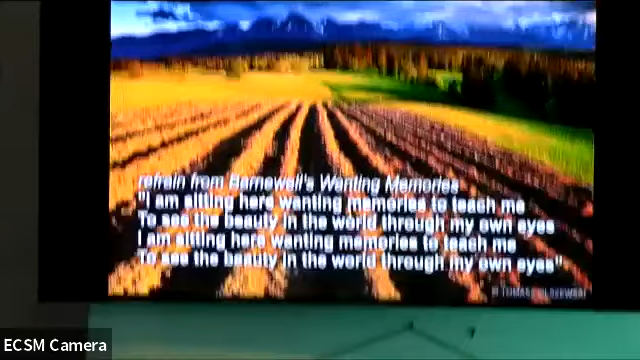 refrain from Barnewell's Wanting Memories
"I am sitting here wanting memories to teach me
To see the beauty in the world through my own eyes
I am sitting here wanting memories to teach me
To see the beauty in the world through my own eyes"
ECSM Camera